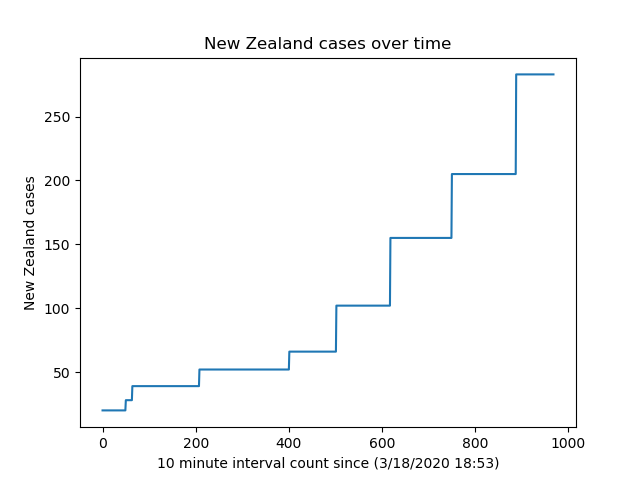 New Zealand cases over time
New Zealand cases
250
200
150
100
50
0 200 400 600 800 1000
10 minute interval count since (3/18/2020 18:53)